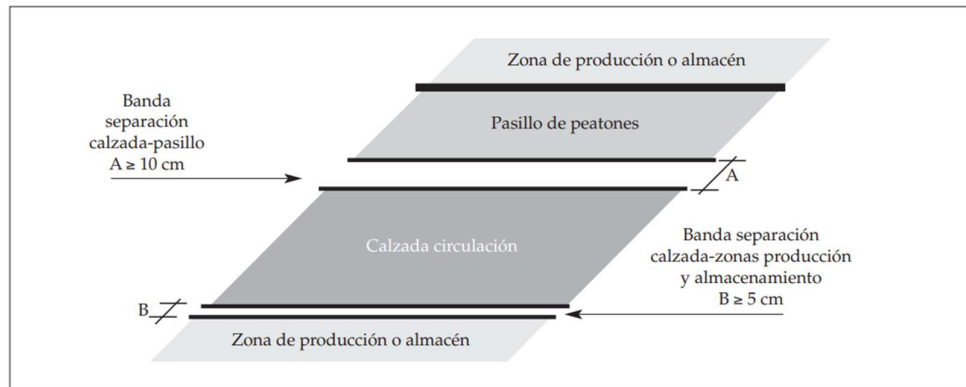 Zona de producción o almacén
Banda
separación
calzada-pasillo
A ≥ 10 cm
Pasillo de peatones
A
Calzada circulación
Banda separación
calzada-zonas producción
y almacenamiento
B ≥ 5 cm
B
Zona de producción o almacén